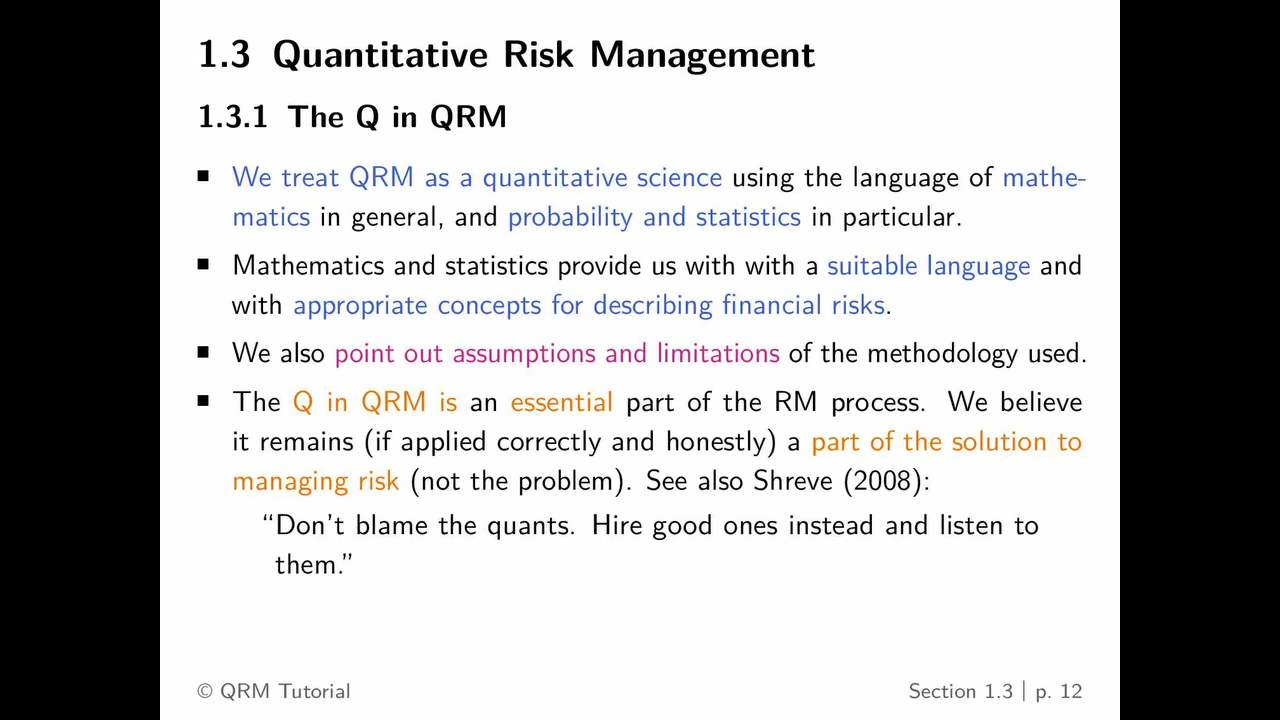 1.3 Quantitative Risk Management
1.3.1 The Q in QRM
■ We treat QRM as a quantitative science using the language of mathe-
matics in general, and probability and statistics in particular.
■ Mathematics and statistics provide us with with a suitable language and
with appropriate concepts for describing financial risks.
■ We also point out assumptions and limitations of the methodology used.
■ The Q in QRM is an essential part of the RM process. We believe
it remains (if applied correctly and honestly) a part of the solution to
managing risk (not the problem). See also Shreve (2008):
“Don’t blame the quants. Hire good ones instead and listen to
them.”
© QRM Tutorial
Section 1.3 | p. 12